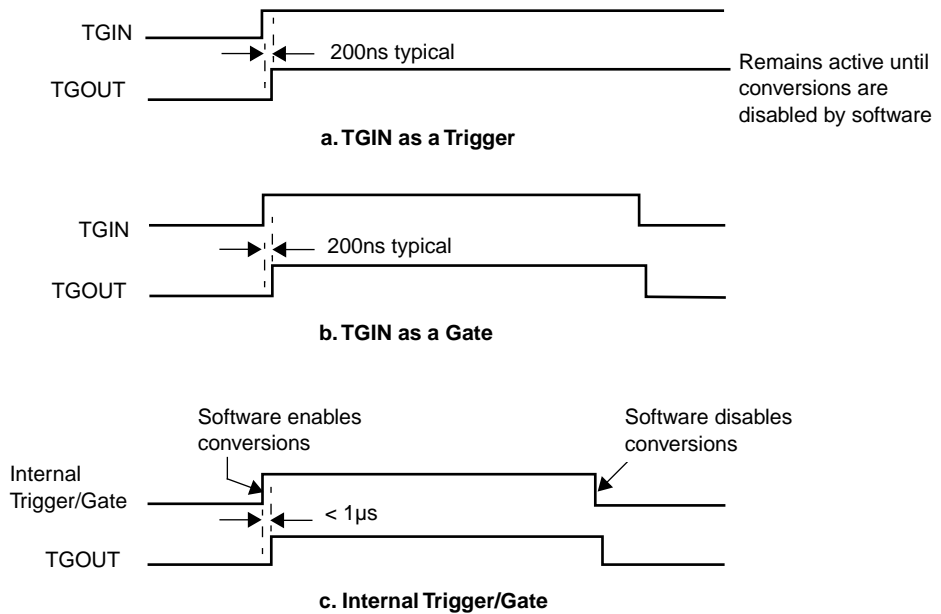 TGIN
200ns typical
TGOUT
Remains active until
conversions are
disabled by software
a. TGIN as a Trigger
TGIN
200ns typical
TGOUT
b. TGIN as a Gate
Software enables
conversions
Software disables
conversions
Internal
Trigger/Gate
< 1µs
TGOUT
c. Internal Trigger/Gate